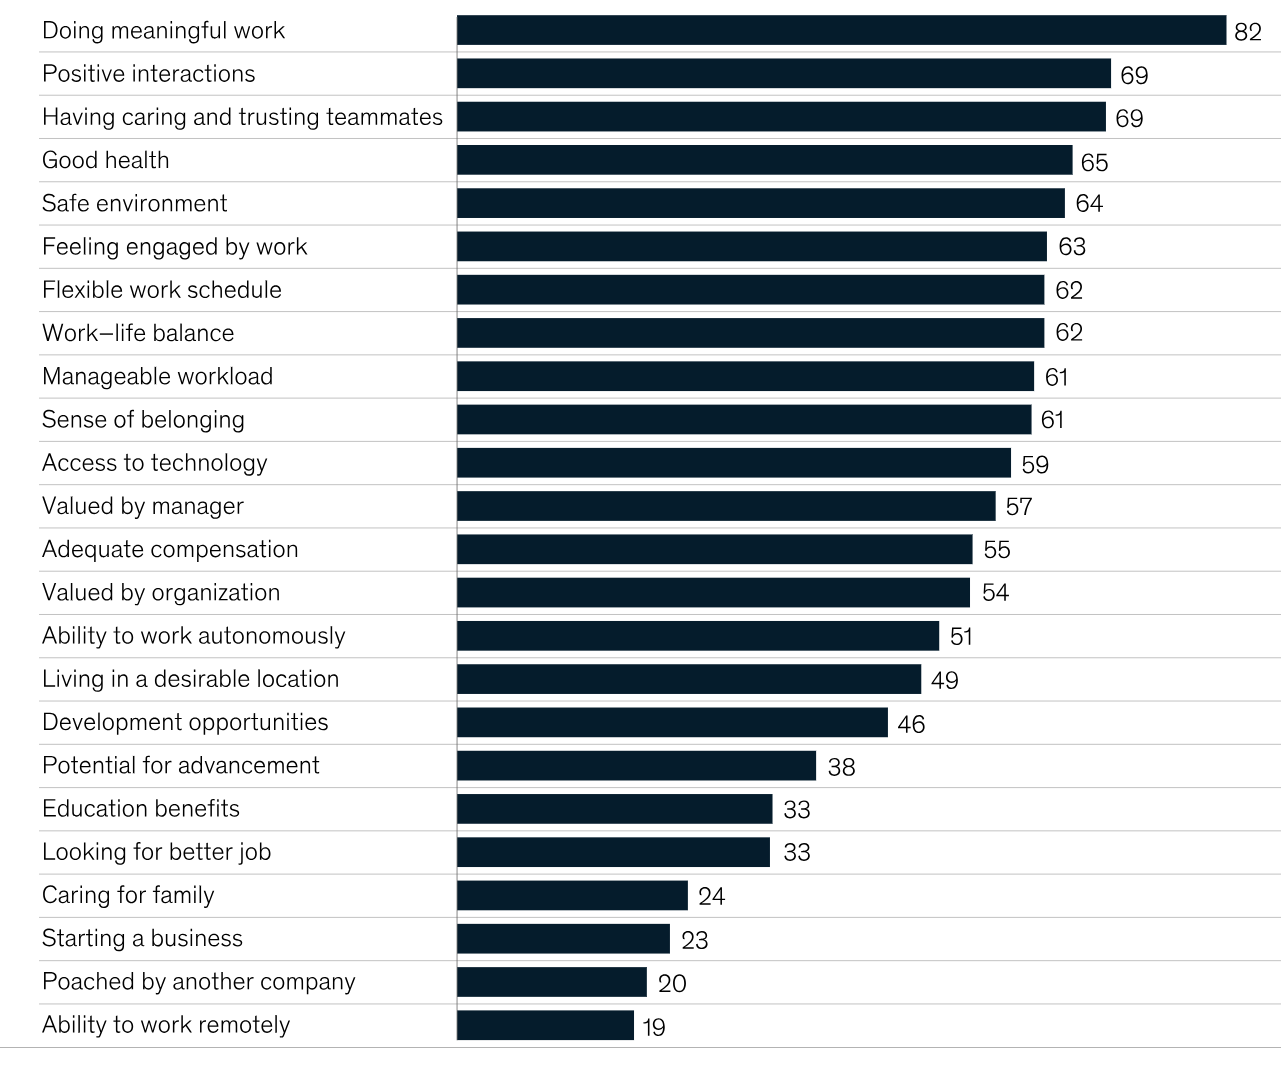 Doing meaningful work 82
Positive interactions 69
Having caring and trusting teammates 69
Good health 65
Safe environment 64
Feeling engaged by work 63
Flexible work schedule 62
Work–life balance 62
Manageable workload 61
Sense of belonging 61
Access to technology 59
Valued by manager 57
Adequate compensation 55
Valued by organization 54
Ability to work autonomously 51
Living in a desirable location 49
Development opportunities 46
Potential for advancement 38
Education benefits 33
Looking for better job 33
Caring for family 24
Starting a business 23
Poached by another company 20
Ability to work remotely 19